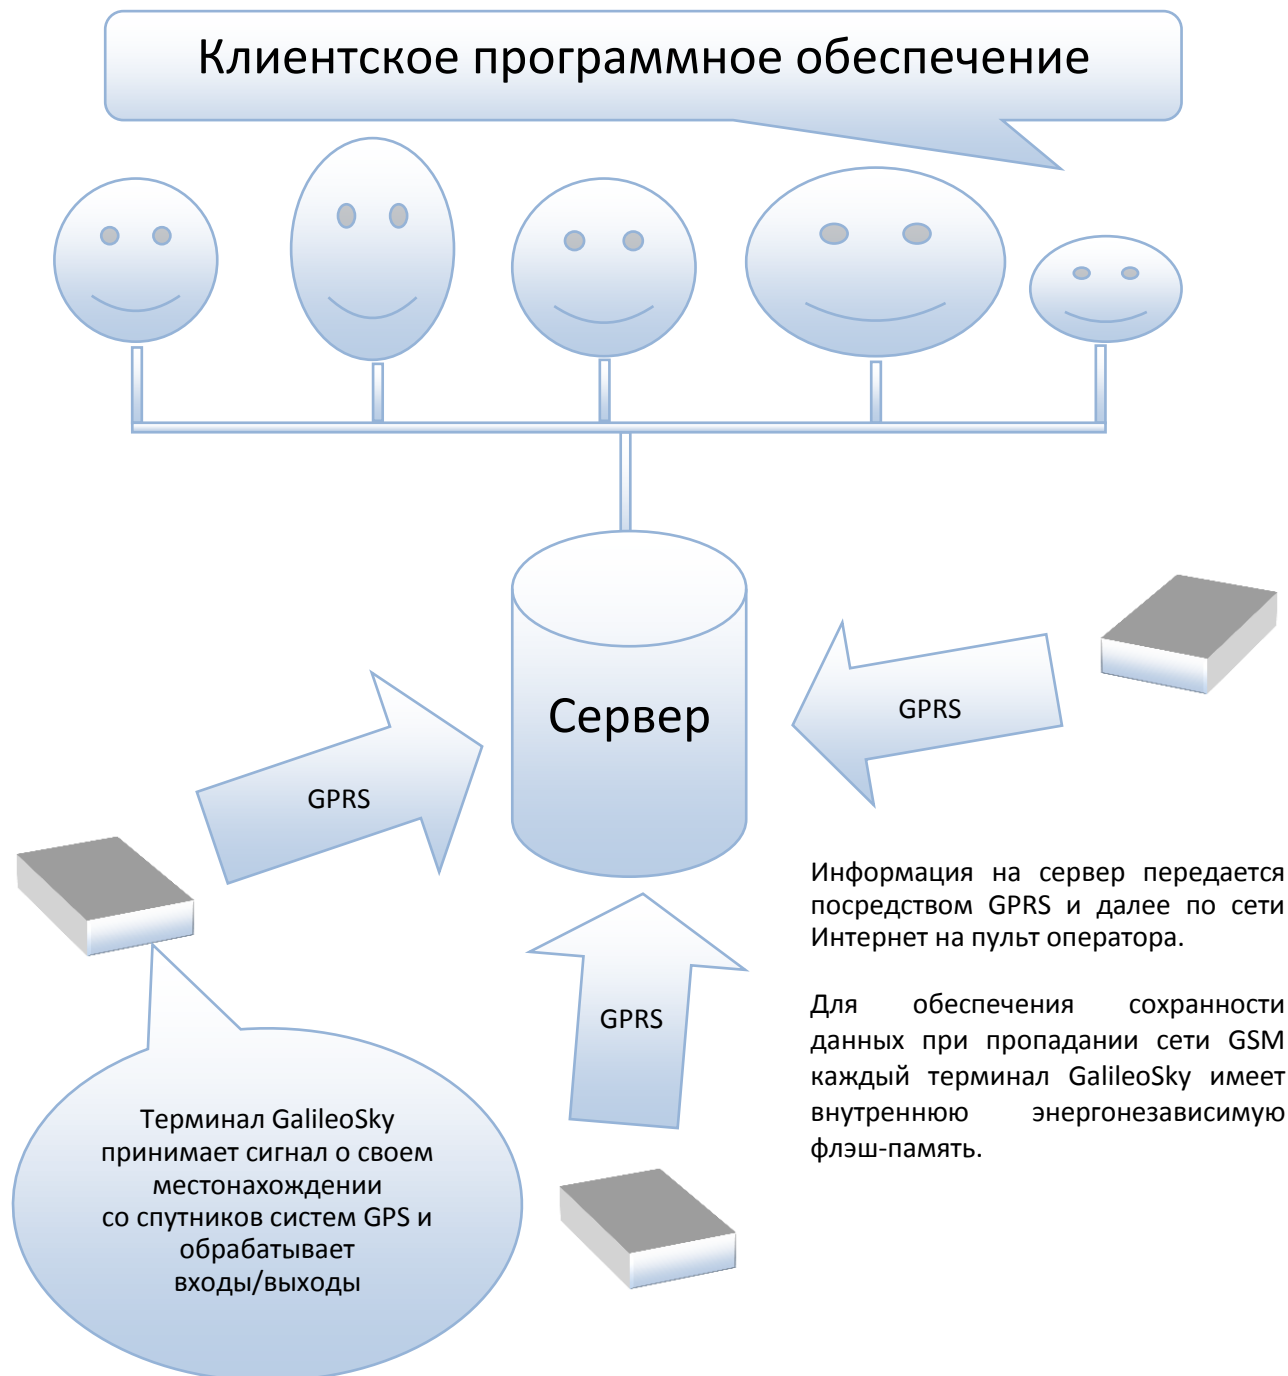 Клиентское программное обеспечение
Сервер
GPRS
GPRS
GPRS
Информация на сервер передается
посредством GPRS и далее по сети
Интернет на пульт оператора.
Для обеспечения сохранности
данных при пропадании сети GSM
каждый терминал GalileoSky имеет
внутреннюю энергонезависимую
флэш-память.
Терминал GalileoSky
принимает сигнал о своем
местонахождении
со спутников систем GPS и
обрабатывает
входы/выходы